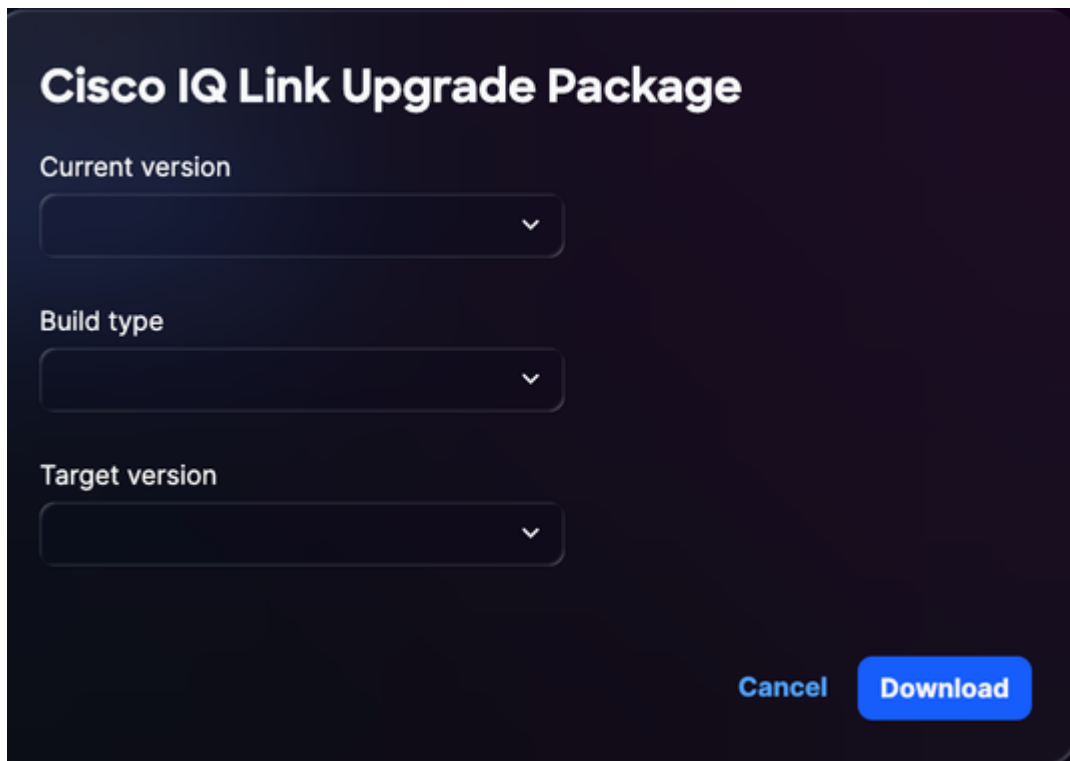 Cisco IQ Link Upgrade Package
Current version
Build type
Target version
Cancel
Download